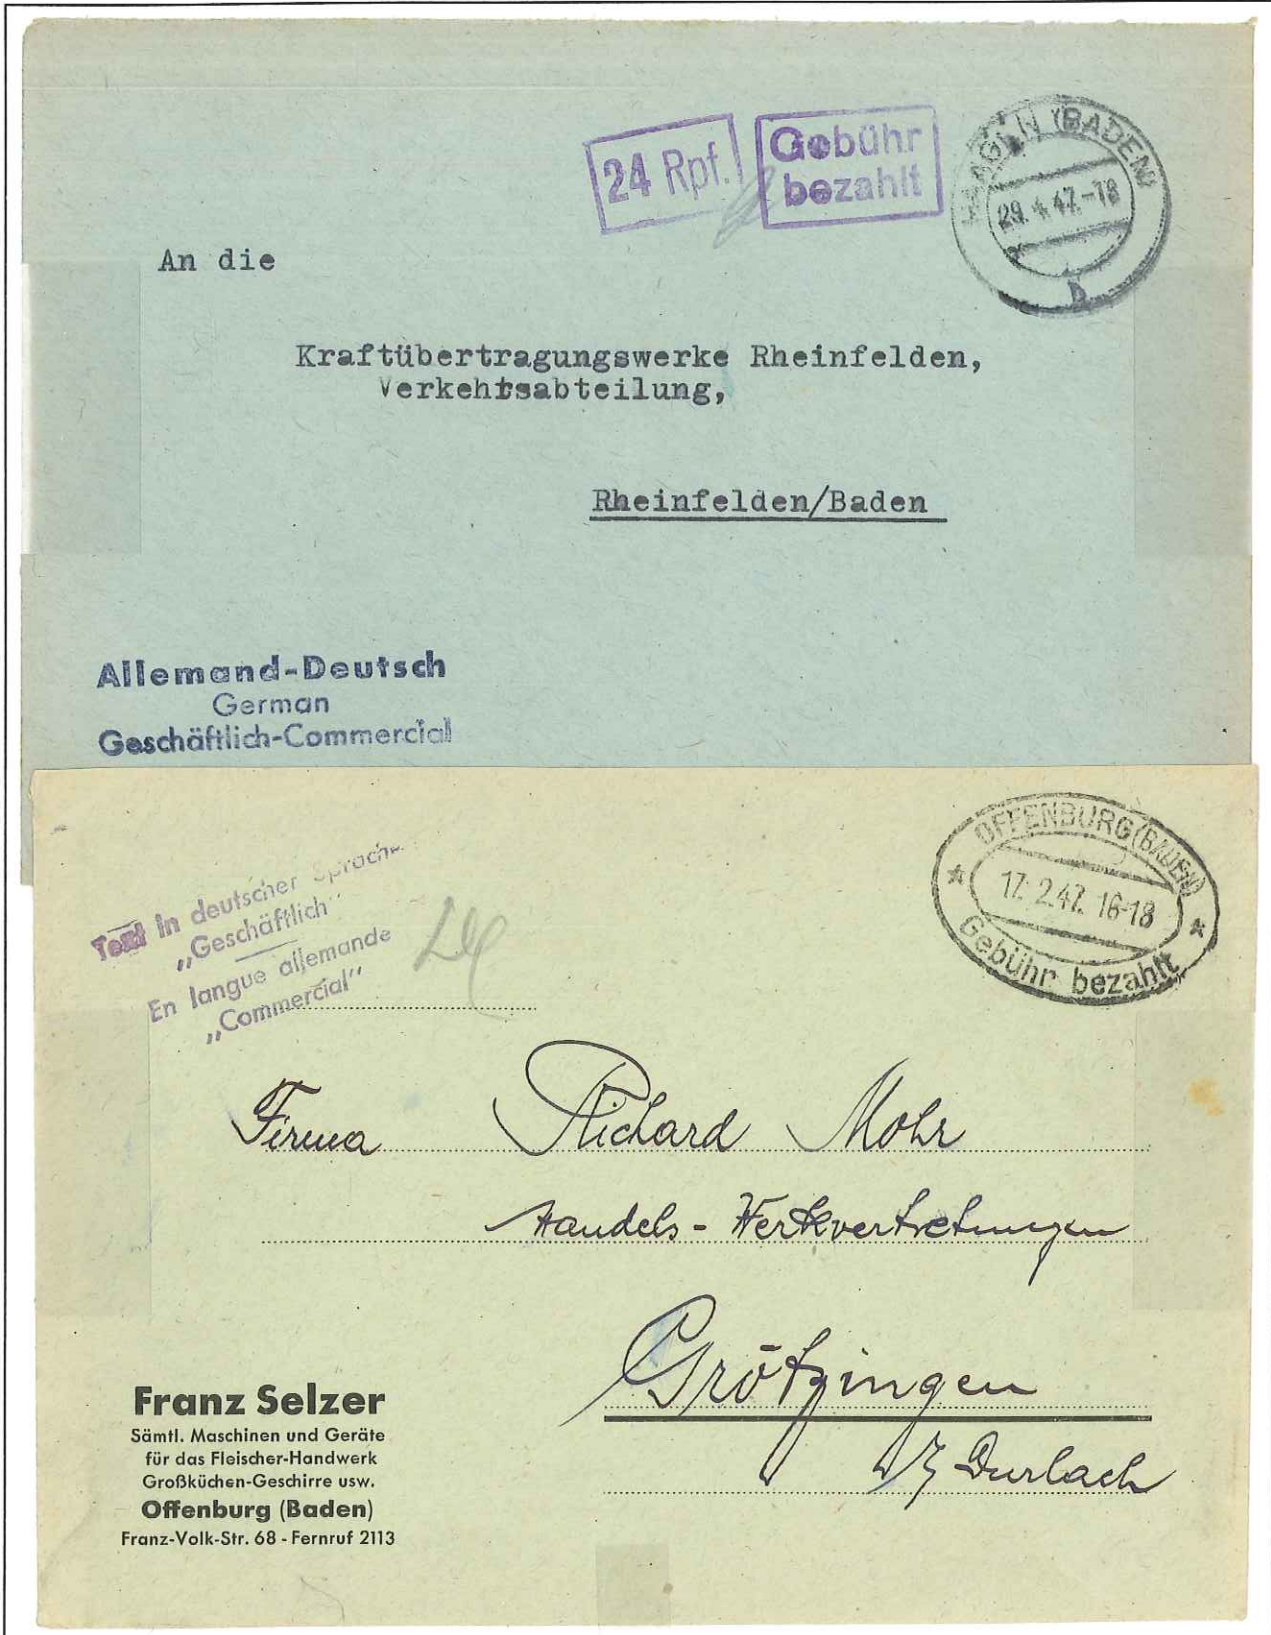 24 Rpf.
Gebühr
bezahlt
HAAGEN (BADEN)
29.4.47.-18
b
An die
Kraftübertragungswerke Rheinfelden,
Verkehrsabteilung,
Rheinfelden/Baden
Allemand-Deutsch
German
Geschäftlich-Commercial
Text in deutscher Sprache
„Geschäftlich"
En langue allemande
„Commercial"
24
OFFENBURG (BADEN)
17.2.47. 16-18
Gebühr bezahlt
Firma Richard Mohr
Handels-Werkvertretungen
Grötzingen
b/ Durlach
Franz Selzer
Sämtl. Maschinen und Geräte
für das Fleischer-Handwerk
Großküchen-Geschirre usw.
Offenburg (Baden)
Franz-Volk-Str. 68 - Fernruf 2113